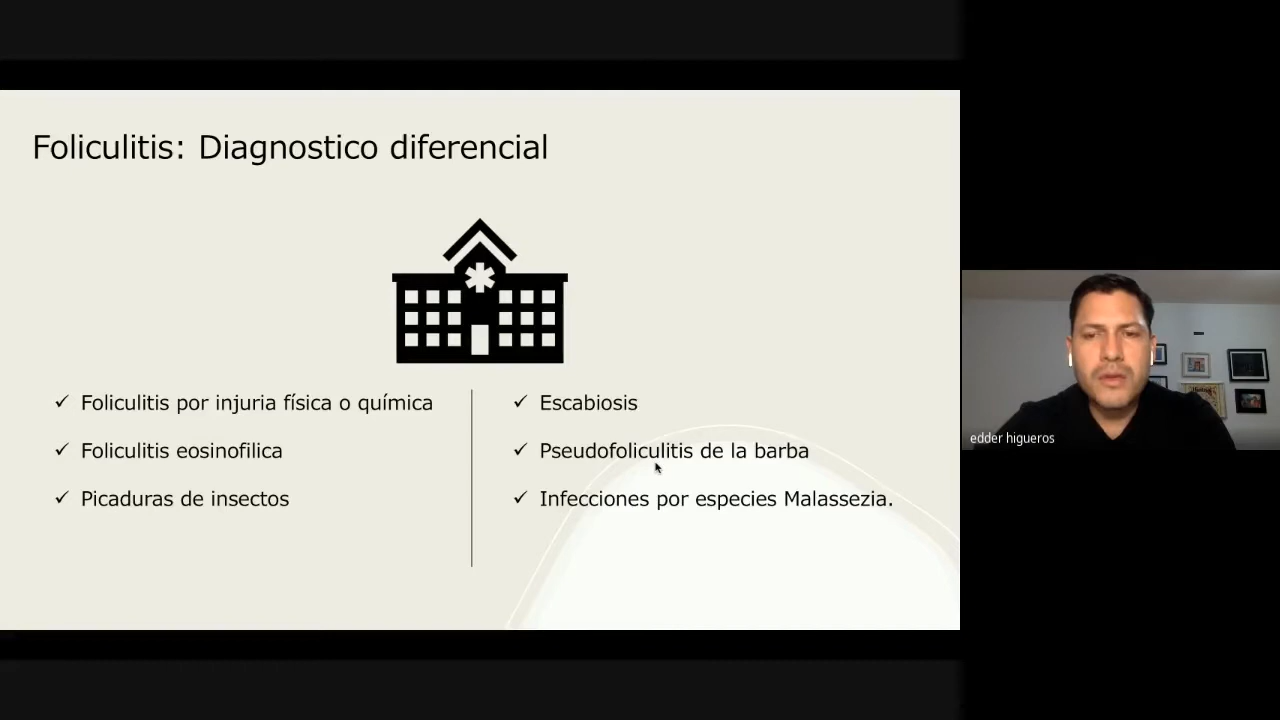 Foliculitis: Diagnostico diferencial
Foliculitis por injuria física o química
Foliculitis eosinofilica
Picaduras de insectos
Escabiosis
Pseudofoliculitis de la barba
Infecciones por especies Malassezia.
edder higueros